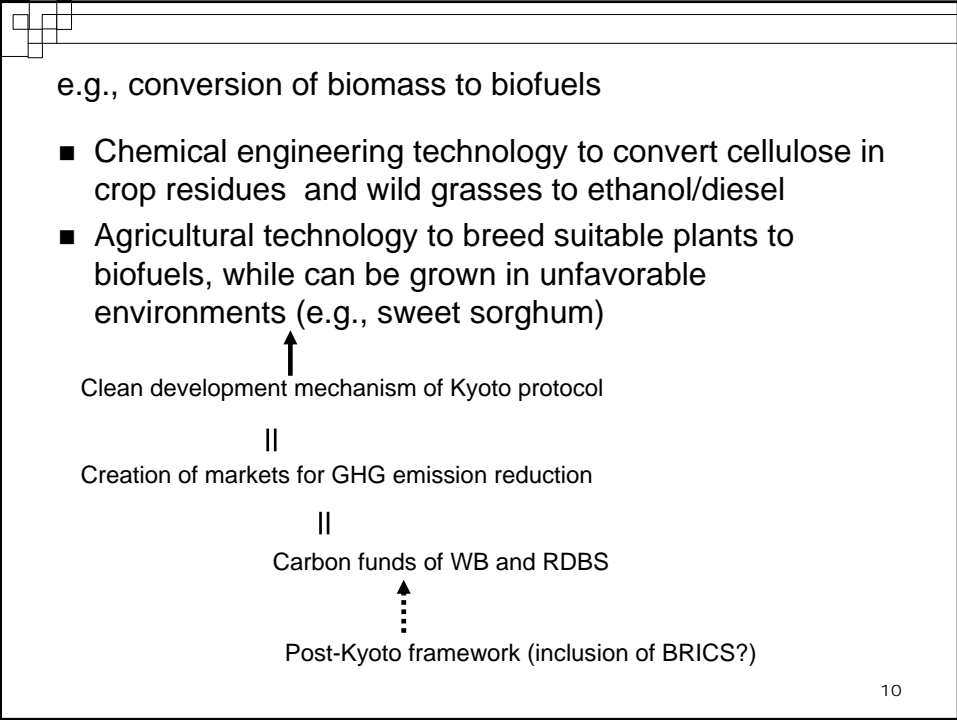 e.g., conversion of biomass to biofuels
■ Chemical engineering technology to convert cellulose in
crop residues and wild grasses to ethanol/diesel
■ Agricultural technology to breed suitable plants to
biofuels, while can be grown in unfavorable
environments (e.g., sweet sorghum)
Clean development mechanism of Kyoto protocol
||
Creation of markets for GHG emission reduction
||
Carbon funds of WB and RDBS
Post-Kyoto framework (inclusion of BRICS?)
10